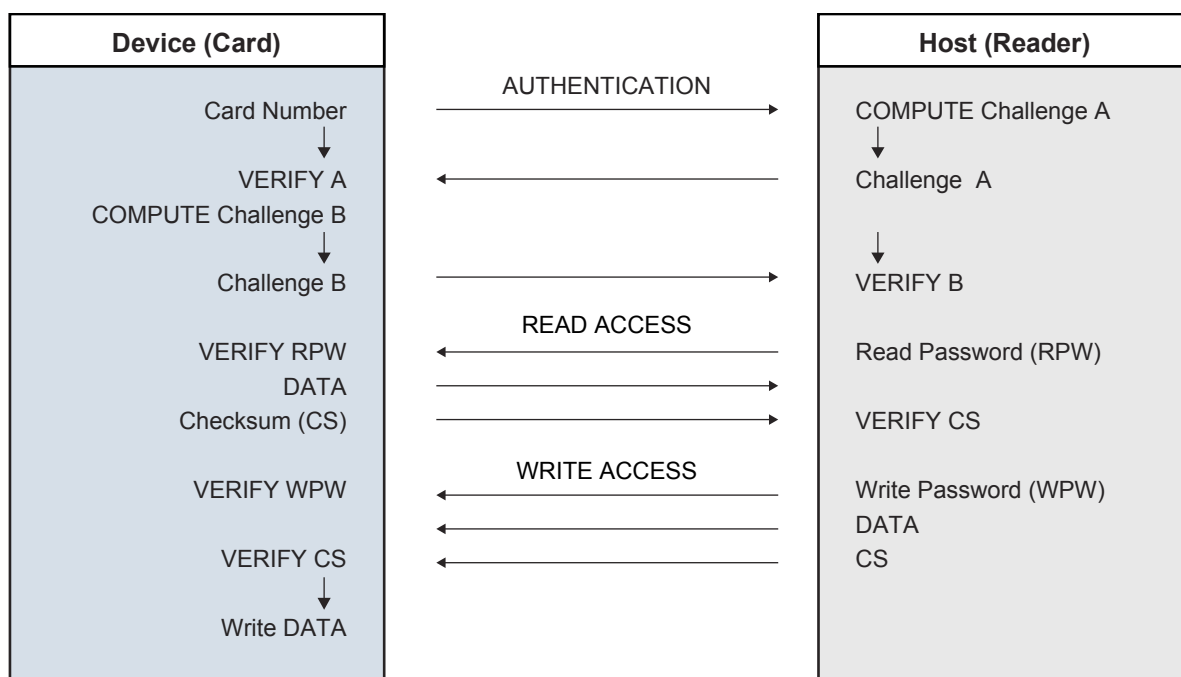 Device (Card)
Host (Reader)
AUTHENTICATION
Card Number
COMPUTE Challenge A
VERIFY A
Challenge A
COMPUTE Challenge B
Challenge B
VERIFY B
READ ACCESS
VERIFY RPW
Read Password (RPW)
DATA
Checksum (CS)
VERIFY CS
WRITE ACCESS
VERIFY WPW
Write Password (WPW)
DATA
VERIFY CS
CS
Write DATA